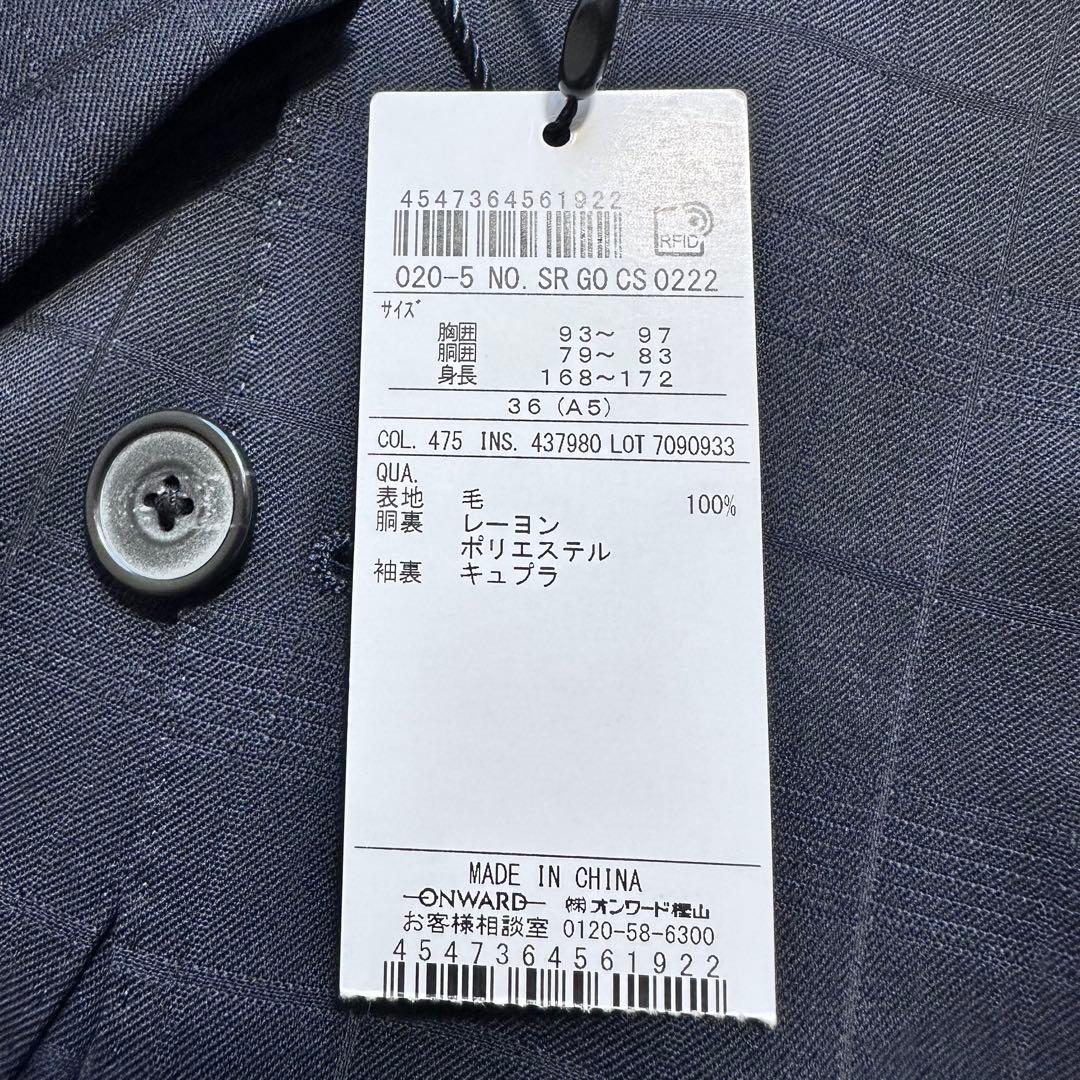 4547364561922
RFID
020-5 NO. SR GO CS 0222
サイズ
胸囲 93～ 97
胴囲 79～ 83
身長 168～172
36 (A5)
COL. 475 INS. 437980 LOT 7090933
QUA.
表地 毛 100%
胴裏 レーヨン
ポリエステル
袖裏 キュプラ
MADE IN CHINA
ONWARD ㈱オンワード樫山
お客様相談室 0120-58-6300
4547364561922